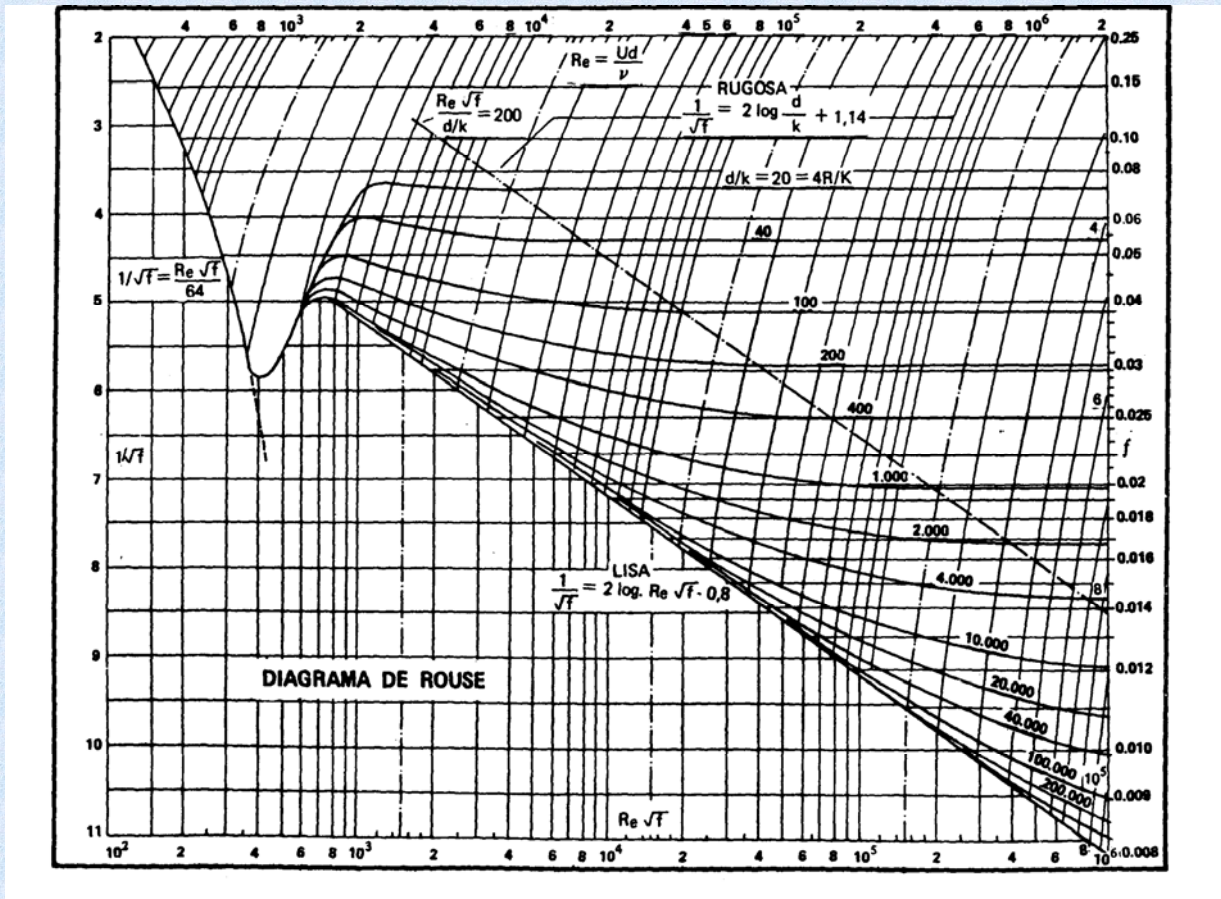 4 6 8 10³ 2 4 6 8 10⁴ 2 4 5 6 8 10⁵ 2 4 6 8 10⁶ 2
2 0.25
Re = Ud/ν
0.15
RUGOSA
Re √f / d/k = 200
1/√f = 2 log d/k + 1,14
3 0.10
0.08
d/k = 20 = 4R/K
4 0.06
40 4
0.05
1/√f = Re √f / 64
5 100 0.04
200 0.03
6 6
400 0.025
1/√f f
7 1.000 0.02
0.018
2.000
0.016
8 LISA 4.000 8
1/√f = 2 log. Re √f - 0,8
0.014
10.000
9 0.012
DIAGRAMA DE ROUSE
20.000
40.000
10 0.010
100.000 10⁵
200.000 0.009
Re √f
11
10² 2 4 6 8 10³ 2 4 6 8 10⁴ 2 4 6 8 10⁵ 2 4 6 8 10⁶ 0.008